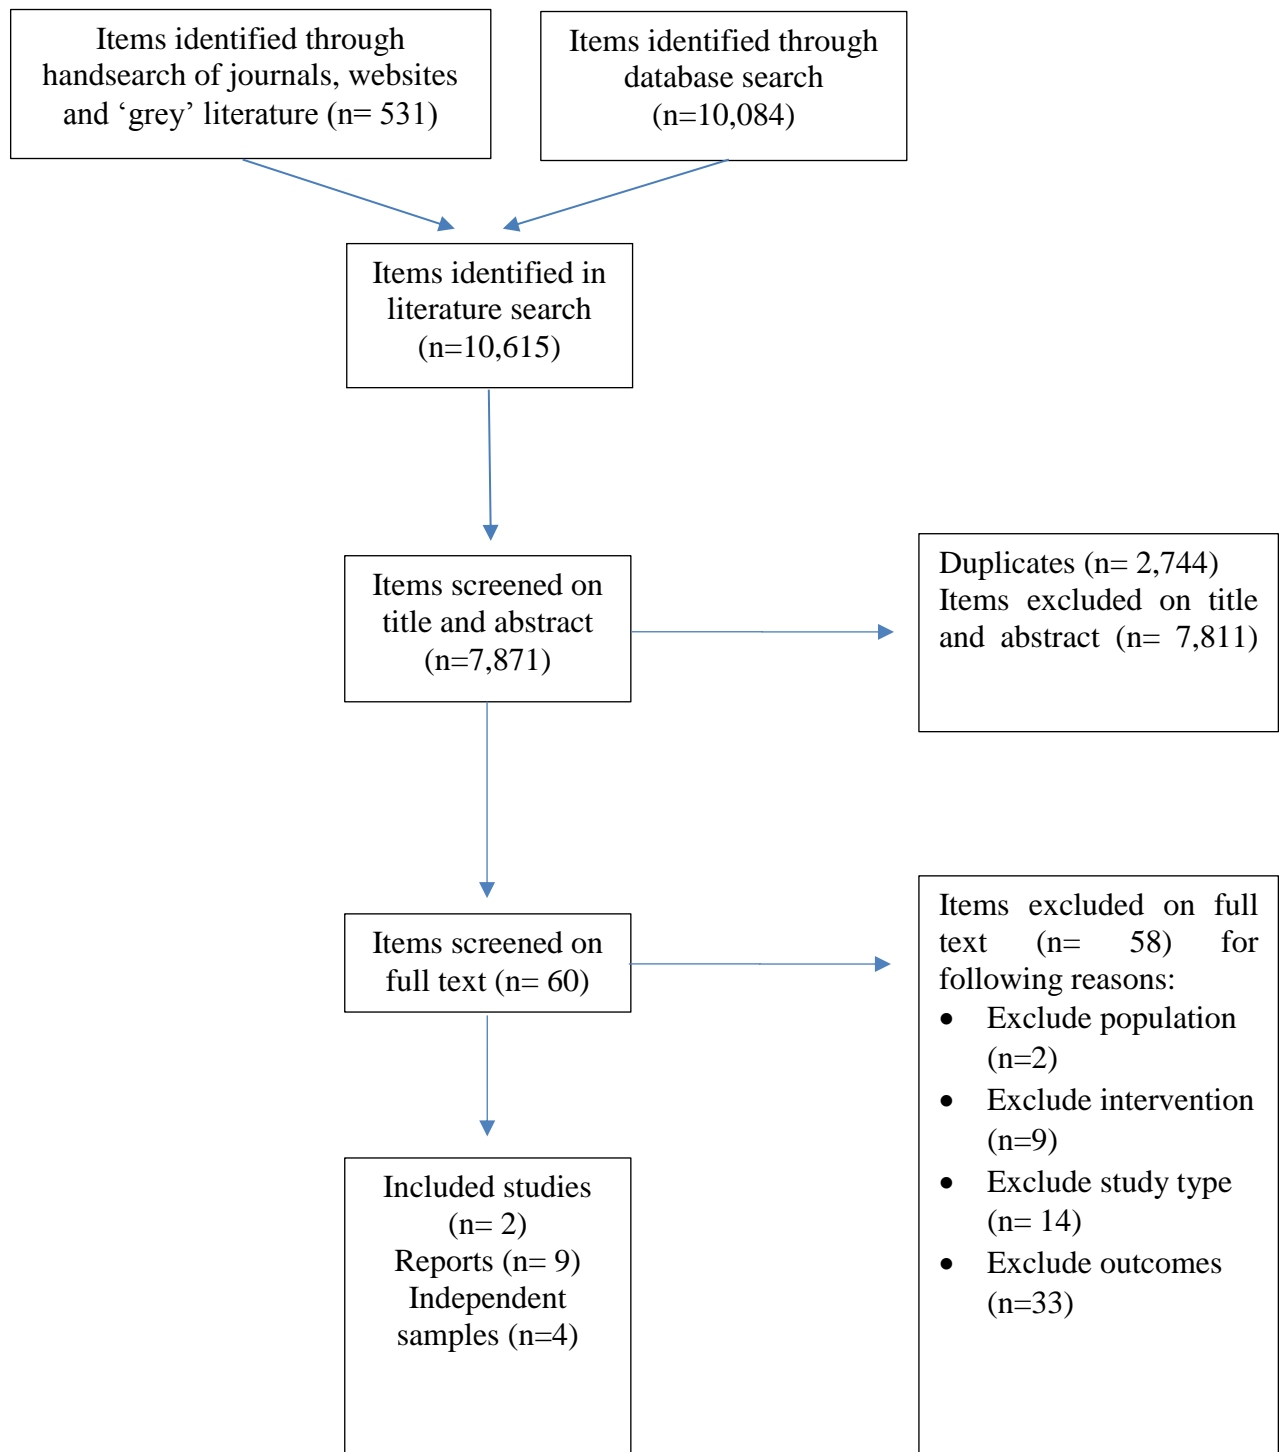 Items identified through
handsearch of journals, websites
and ‘grey’ literature (n= 531)
Items identified through
database search
(n=10,084)
Items identified in
literature search
(n=10,615)
Items screened on
title and abstract
(n=7,871)
Duplicates (n= 2,744)
Items excluded on title
and abstract (n= 7,811)
Items screened on
full text (n= 60)
Items excluded on full
text (n= 58) for
following reasons:
• Exclude population
(n=2)
• Exclude intervention
(n=9)
• Exclude study type
(n= 14)
• Exclude outcomes
(n=33)
Included studies
(n= 2)
Reports (n= 9)
Independent
samples (n=4)